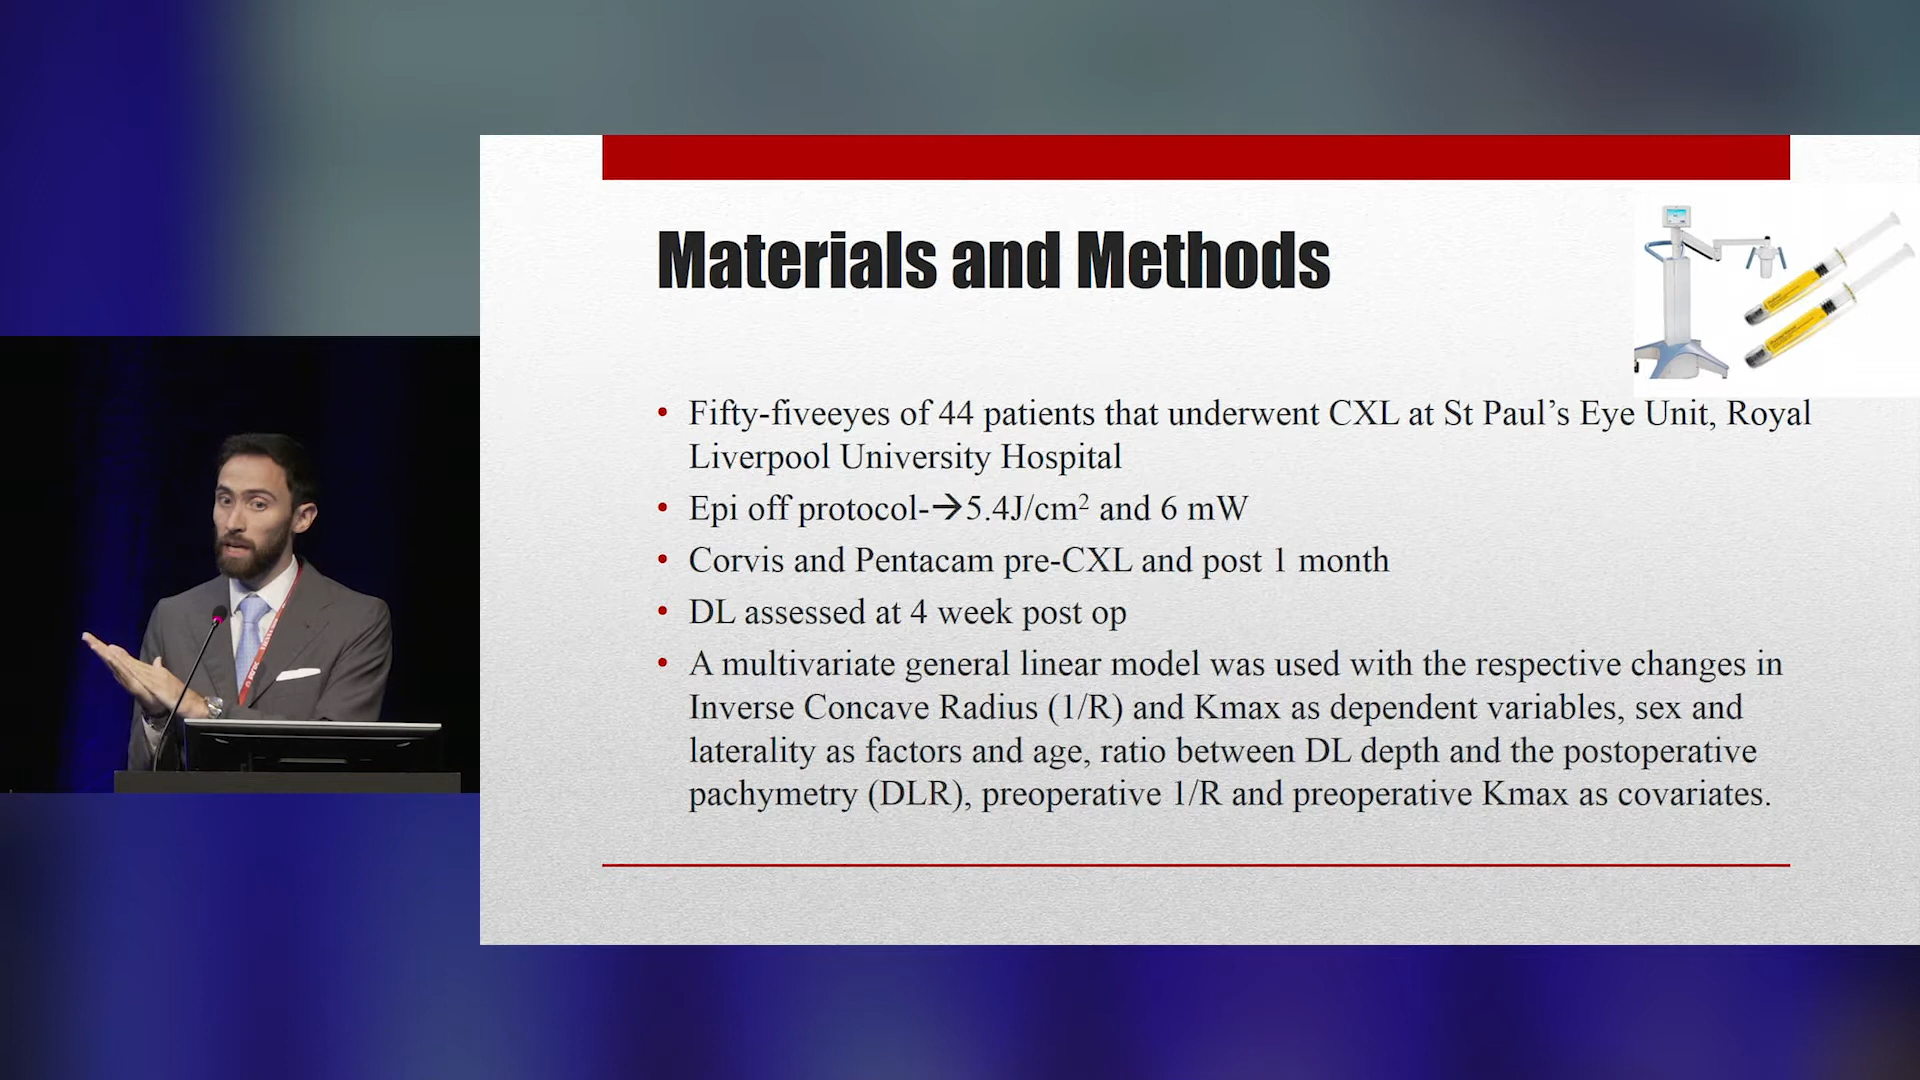 Materials and Methods
• Fifty-fiveeyes of 44 patients that underwent CXL at St Paul’s Eye Unit, Royal
Liverpool University Hospital
• Epi off protocol-→5.4J/cm² and 6 mW
• Corvis and Pentacam pre-CXL and post 1 month
• DL assessed at 4 week post op
• A multivariate general linear model was used with the respective changes in
Inverse Concave Radius (1/R) and Kmax as dependent variables, sex and
laterality as factors and age, ratio between DL depth and the postoperative
pachymetry (DLR), preoperative 1/R and preoperative Kmax as covariates.